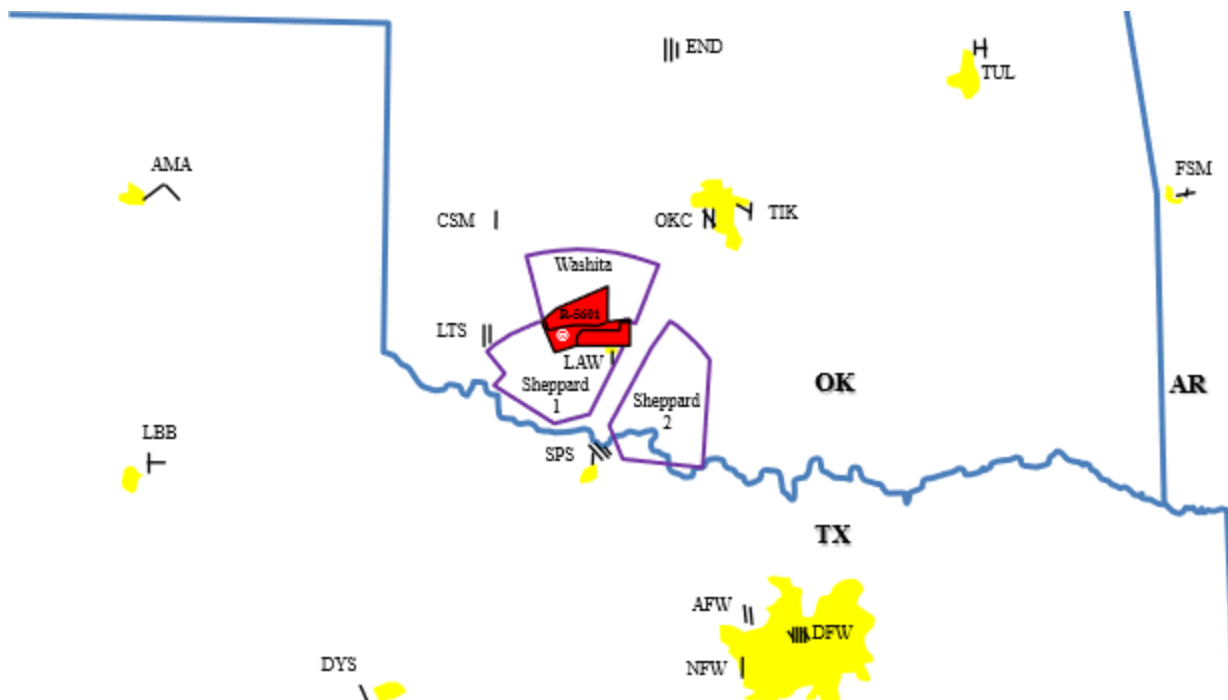 END
TUL
AMA
FSM
CSM
OKC
TIK
Washita
R-5601
LTS
LAW
Sheppard
1
Sheppard
2
OK
AR
LBB
SPS
TX
AFW
DFW
DYS
NFW